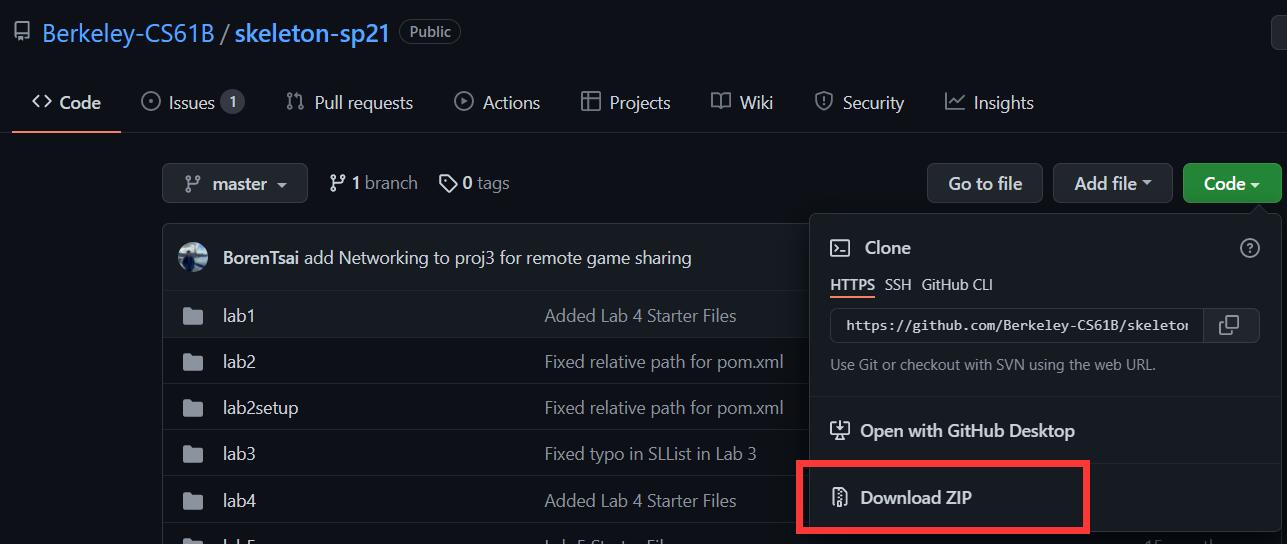 Berkeley-CS61B / skeleton-sp21 Public
Code Issues 1 Pull requests Actions Projects Wiki Security Insights
master 1 branch 0 tags Go to file Add file Code
BorenTsai add Networking to proj3 for remote game sharing
lab1 Added Lab 4 Starter Files
lab2 Fixed relative path for pom.xml
lab2setup Fixed relative path for pom.xml
lab3 Fixed typo in SLList in Lab 3
lab4 Added Lab 4 Starter Files
Clone
HTTPS SSH GitHub CLI
https://github.com/Berkeley-CS61B/skeleton
Use Git or checkout with SVN using the web URL.
Open with GitHub Desktop
Download ZIP